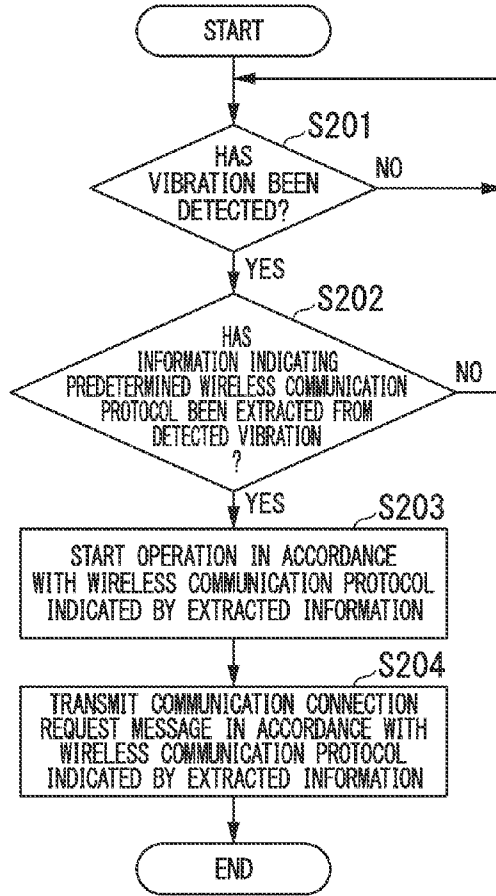 START
S201
HAS
VIBRATION BEEN
DETECTED?
NO
YES
S202
HAS
INFORMATION INDICATING
PREDETERMINED WIRELESS COMMUNICATION
PROTOCOL BEEN EXTRACTED FROM
DETECTED VIBRATION
?
NO
YES
S203
START OPERATION IN ACCORDANCE
WITH WIRELESS COMMUNICATION PROTOCOL
INDICATED BY EXTRACTED INFORMATION
S204
TRANSMIT COMMUNICATION CONNECTION
REQUEST MESSAGE IN ACCORDANCE WITH
WIRELESS COMMUNICATION PROTOCOL
INDICATED BY EXTRACTED INFORMATION
END